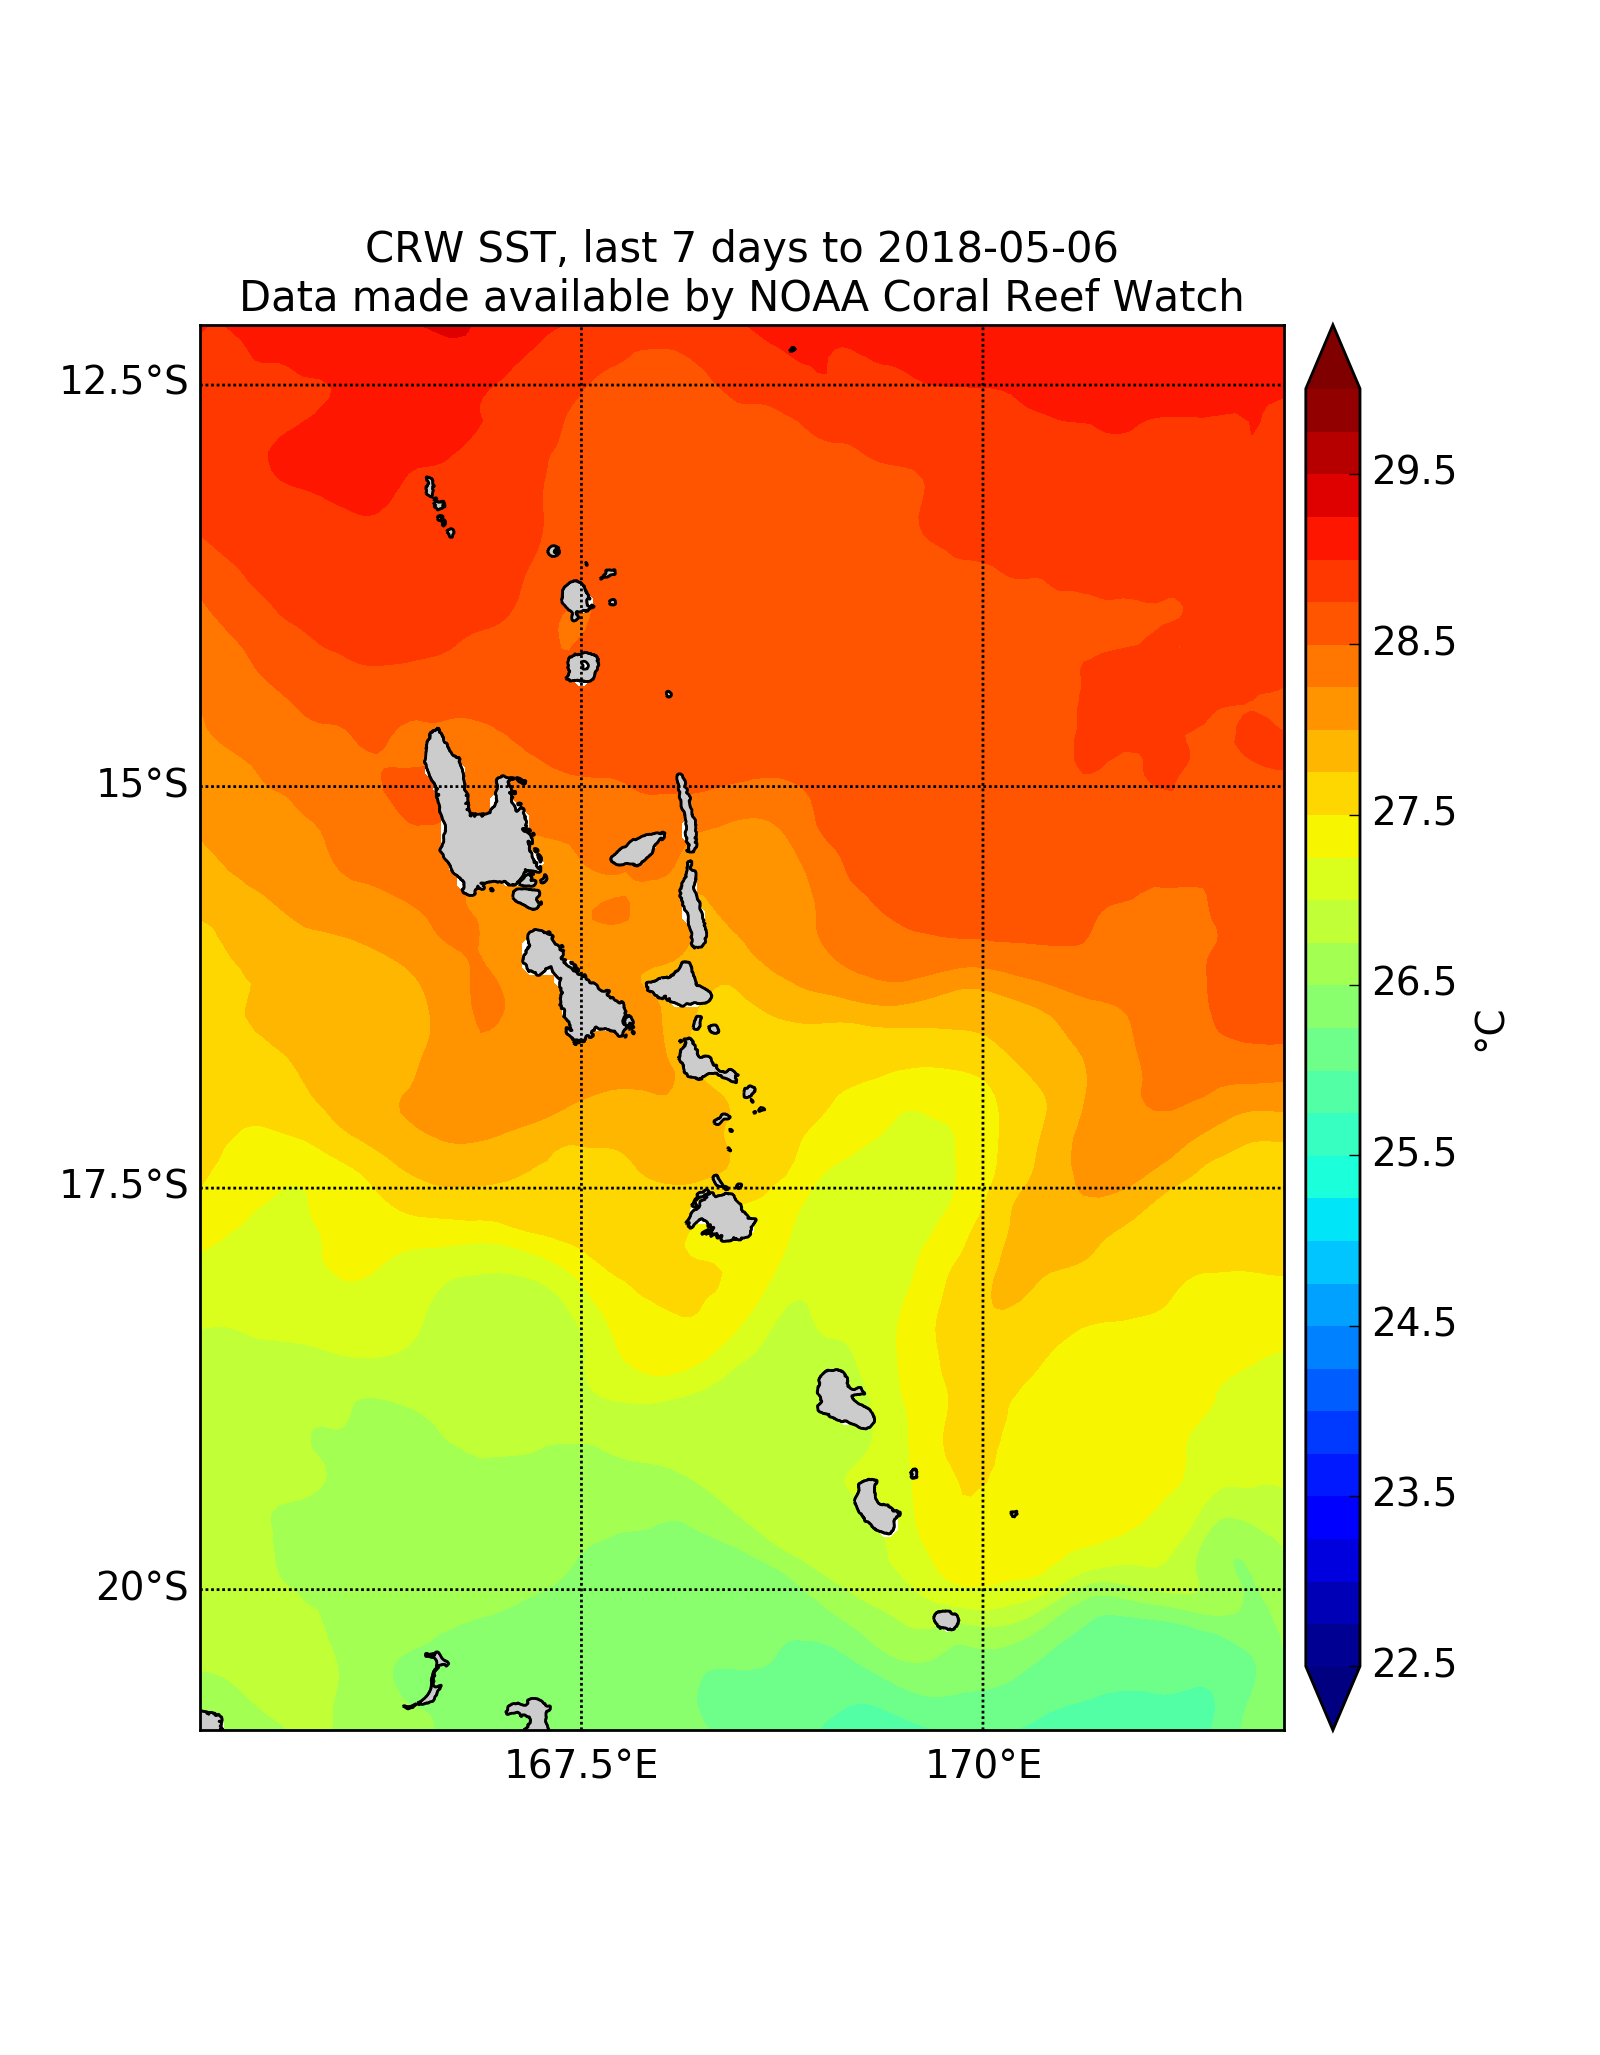 CRW SST, last 7 days to 2018-05-06
Data made available by NOAA Coral Reef Watch
12.5°S
15°S
17.5°S
20°S
167.5°E
170°E
29.5
28.5
27.5
26.5
25.5
24.5
23.5
22.5
°C